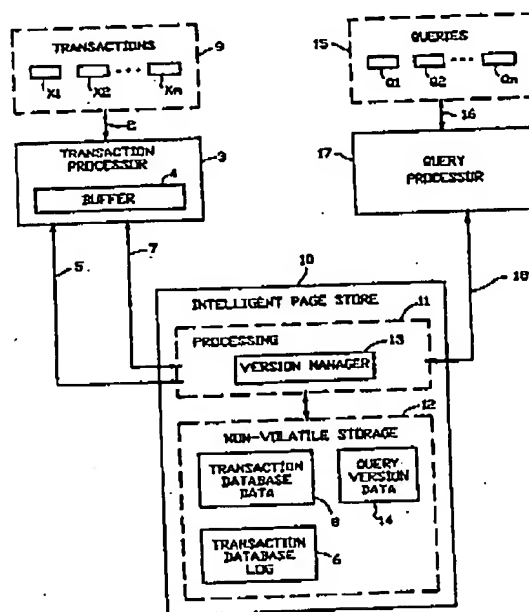 TRANSACTIONS
9
X1 X2 Xm
2
TRANSACTION
PROCESSOR
3
4
BUFFER
5
7
15
QUERIES
Q1 Q2 Qn
16
17
QUERY
PROCESSOR
18
10
INTELLIGENT PAGE STORE
11
PROCESSING
13
VERSION MANAGER
12
NON-VOLATILE STORAGE
TRANSACTION
DATABASE
DATA
8
QUERY
VERSION
DATA
14
TRANSACTION
DATABASE
LOG
6